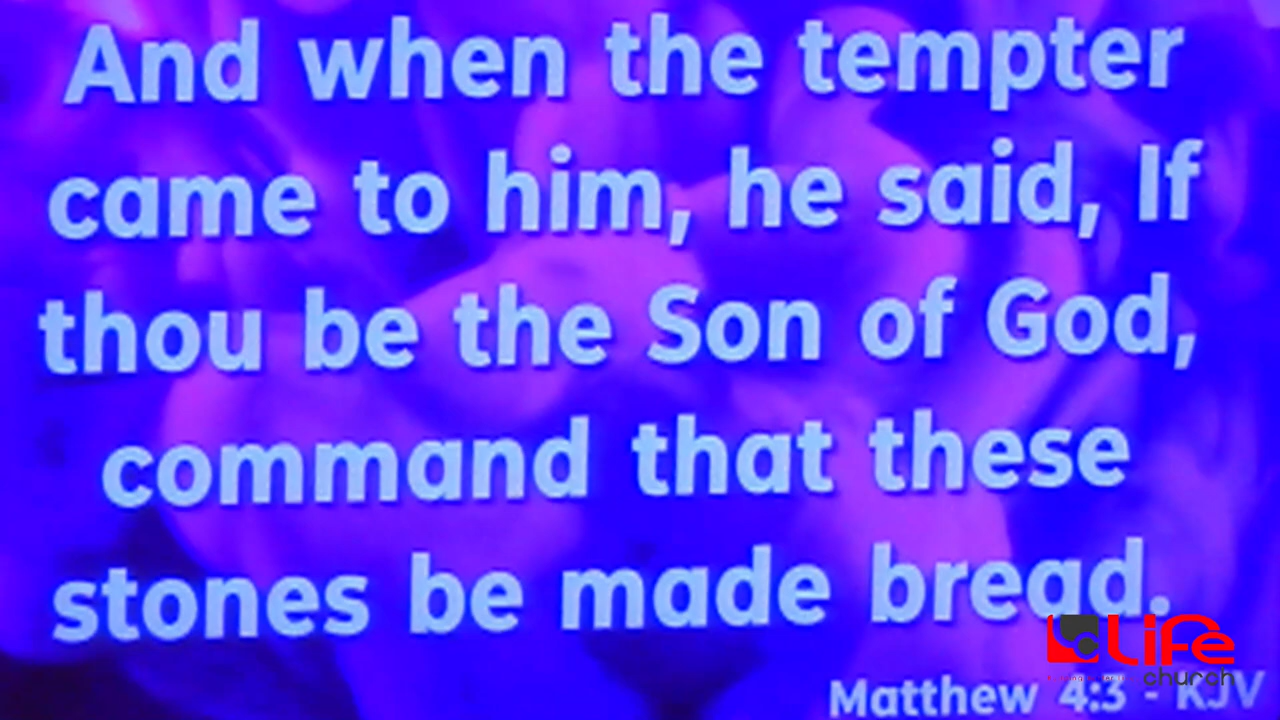 And when the tempter
came to him, he said, If
thou be the Son of God,
command that these
stones be made bread.
Life
church
Matthew 4:3 - KJV